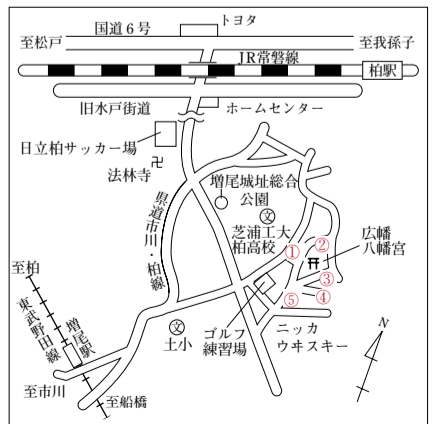 トヨタ
国道6号
至松戸
至我孫子
JR常磐線
柏駅
旧水戸街道
ホームセンター
日立柏サッカー場
法林寺
増尾城址総合
公園
文
芝浦工大
柏高校
県道市川・柏線
広幡
八幡宮
①
②
③
④
⑤
至柏
東武野田線
増尾駅
文
土小
ゴルフ
練習場
ニッカ
ウヰスキー
至市川
至船橋
N